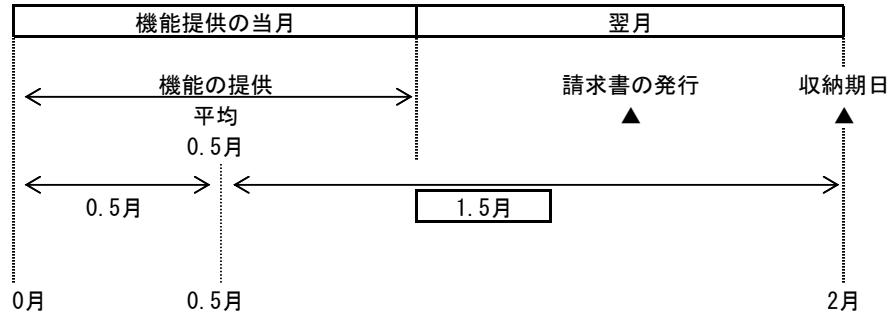 機能提供の当月 翌月
機能の提供 請求書の発行 収納期日
平均 ▲ ▲
0.5月
0.5月 1.5月
0月 0.5月 2月